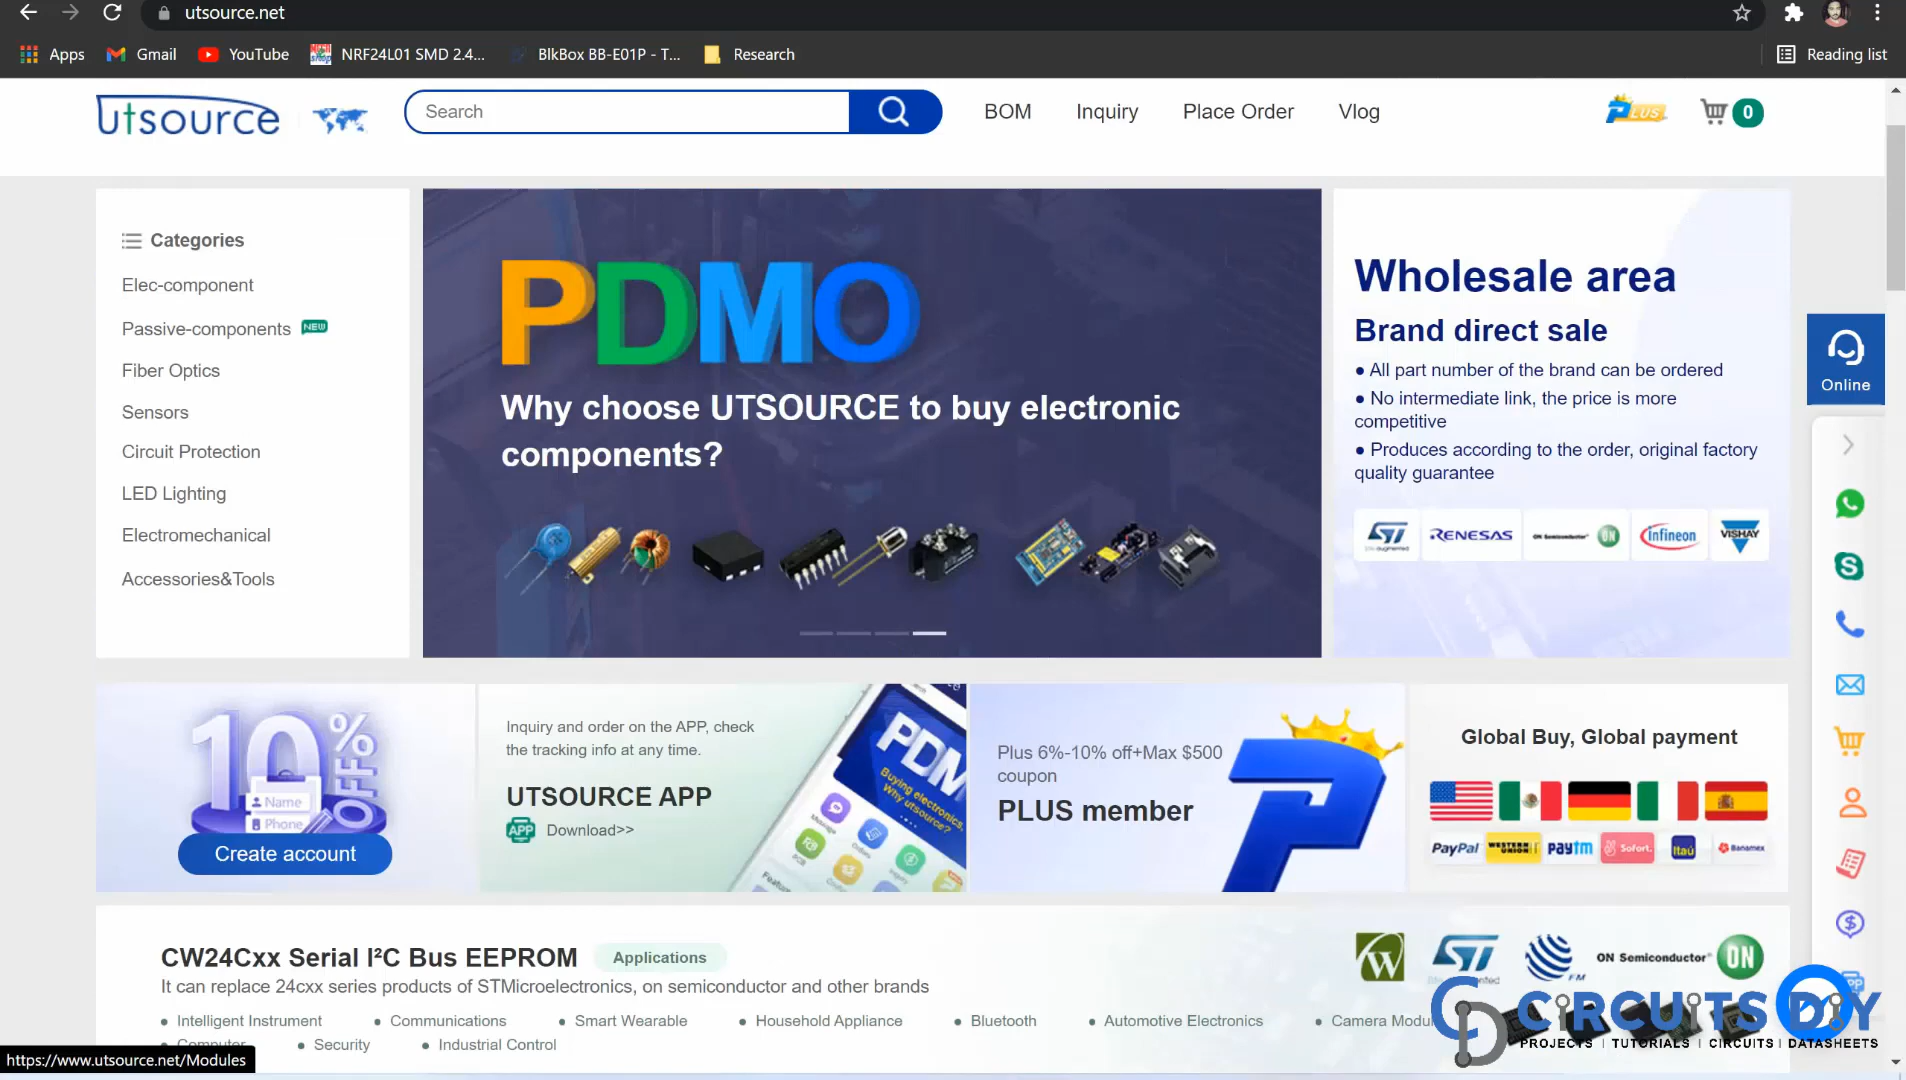 utsource.net
Apps
Gmail
YouTube
NRF24L01 SMD 2.4...
BlkBox BB-E01P - T...
Research
Reading list
utsource
Search
BOM
Inquiry
Place Order
Vlog
PLUS
0
Categories
Elec-component
Passive-components NEW
Fiber Optics
Sensors
Circuit Protection
LED Lighting
Electromechanical
Accessories&Tools
PDMO
Why choose UTSOURCE to buy electronic
components?
Wholesale area
Brand direct sale
● All part number of the brand can be ordered
● No intermediate link, the price is more
competitive
● Produces according to the order, original factory
quality guarantee
ST
RENESAS
ON Semiconductor ON
infineon
VISHAY
Online
10% OFF
Name
Phone
Create account
Inquiry and order on the APP, check
the tracking info at any time.
UTSOURCE APP
APP Download>>
PDM
Buying electronics,
Why utsource?
Plus 6%-10% off+Max $500
coupon
PLUS member
P
Global Buy, Global payment
PayPal
WESTERN UNION
paytm
Sofort.
Itaú
Banamex
CW24Cxx Serial I²C Bus EEPROM
Applications
It can replace 24cxx series products of STMicroelectronics, on semiconductor and other brands
W
ST
FM
ON Semiconductor ON
● Intelligent Instrument
● Communications
● Smart Wearable
● Household Appliance
● Bluetooth
● Automotive Electronics
● Camera Modu
● Computer
● Security
● Industrial Control
https://www.utsource.net/Modules
CD CIRCUITS DIY
PROJECTS | TUTORIALS | CIRCUITS | DATASHEETS